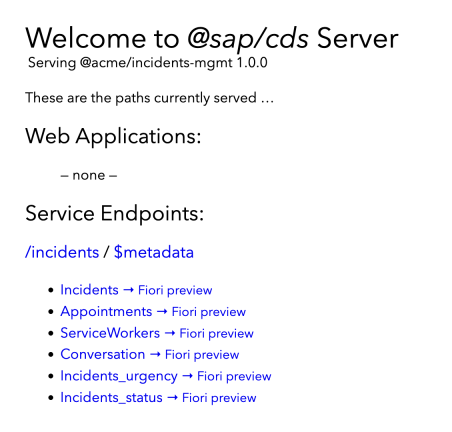 Welcome to @sap/cds Server
Serving @acme/incidents-mgmt 1.0.0
These are the paths currently served …
Web Applications:
– none –
Service Endpoints:
/incidents / $metadata
• Incidents → Fiori preview
• Appointments → Fiori preview
• ServiceWorkers → Fiori preview
• Conversation → Fiori preview
• Incidents_urgency → Fiori preview
• Incidents_status → Fiori preview